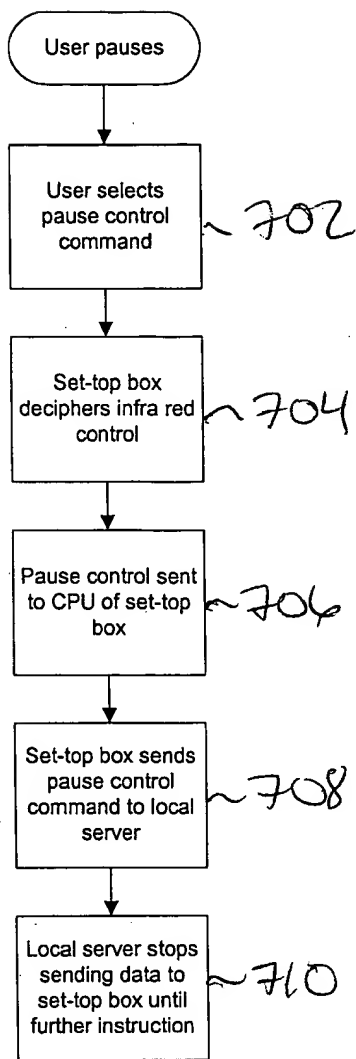 User pauses
User selects
pause control
command
702
Set-top box
deciphers infra red
control
704
Pause control sent
to CPU of set-top
box
706
Set-top box sends
pause control
command to local
server
708
Local server stops
sending data to
set-top box until
further instruction
710